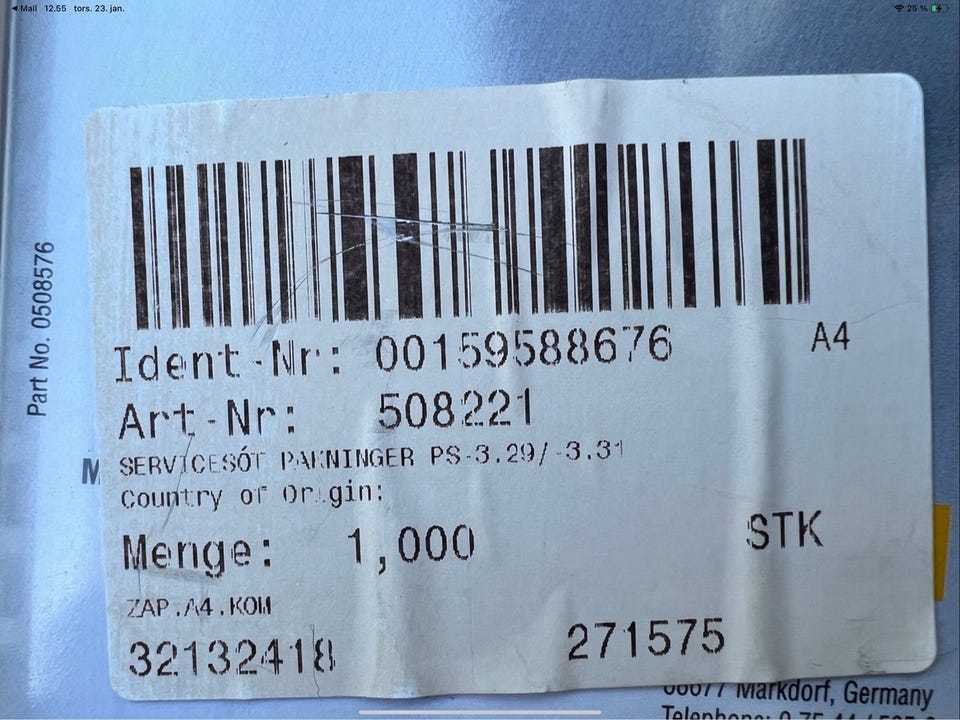 ◀ Mail 12.55 tors. 23. jan. 25 %
Part No. 0508576
Ident-Nr: 00159588676 A4
Art-Nr: 508221
SERVICESÓT PAKNINGER PS-3.29/-3.31
Country of Origin:
Menge: 1,000 STK
ZAP.A4.KOM
32132418 271575
Markdorf, Germany
Telephone: